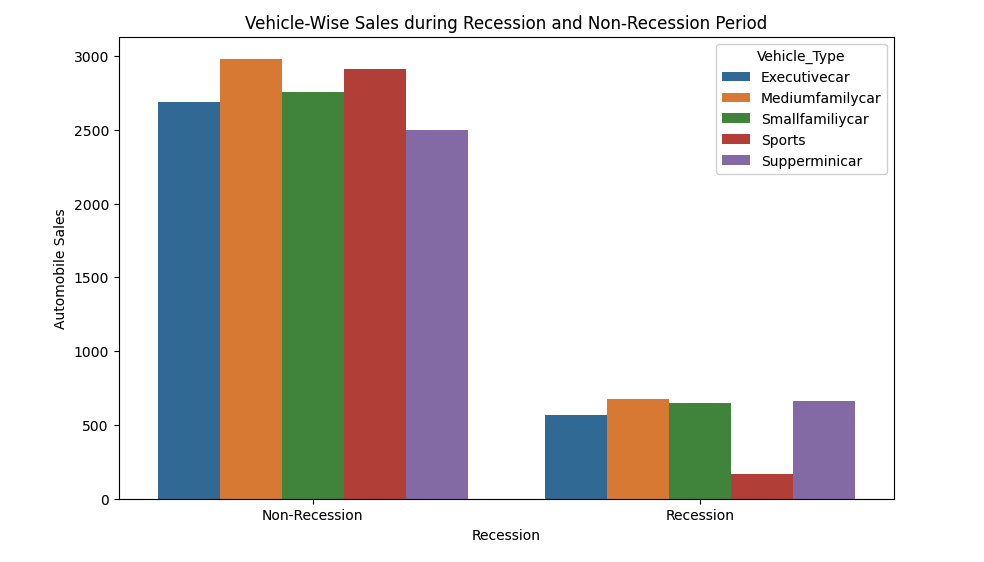 Vehicle-Wise Sales during Recession and Non-Recession Period
Vehicle_Type
Executivecar
Mediumfamilycar
Smallfamiliycar
Sports
Supperminicar
Automobile Sales
3000
2500
2000
1500
1000
500
0
Non-Recession
Recession
Recession